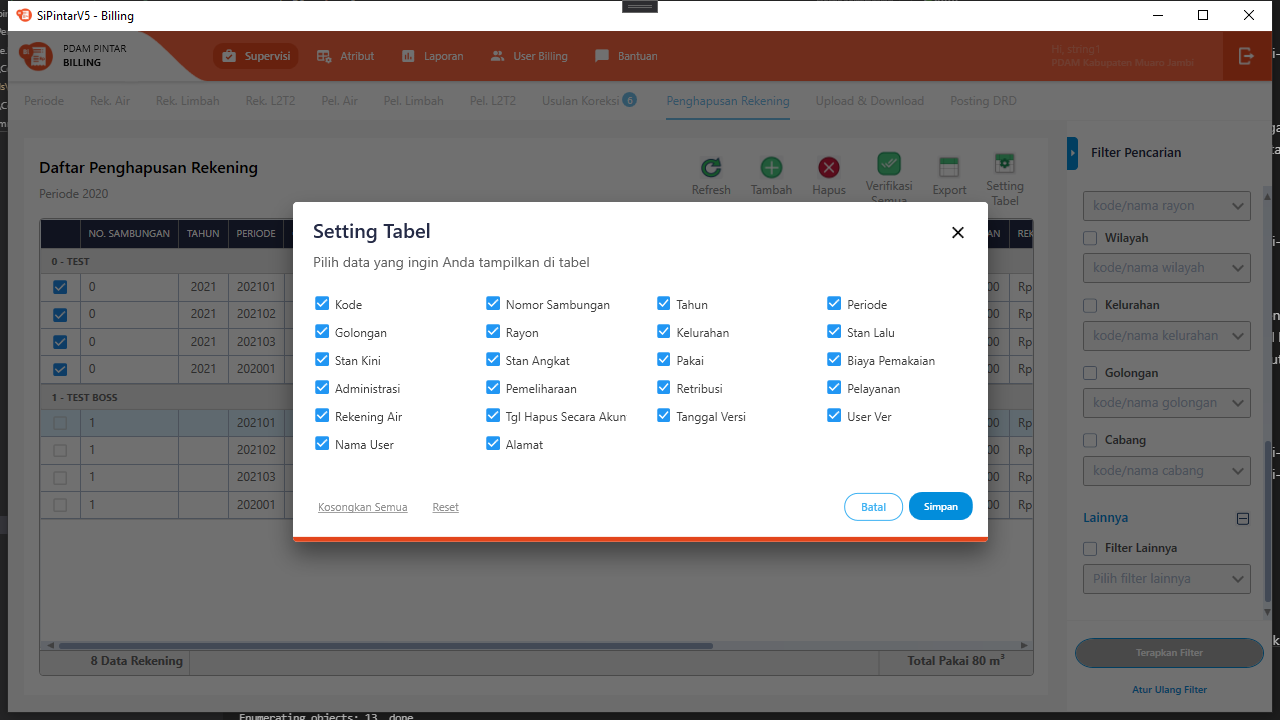 SiPintarV5 - Billing
PDAM PINTAR
BILLING
Supervisi
Atribut
Laporan
User Billing
Bantuan
Hi, string !
PDAM Kabupaten Muaro Jambi
Periode
Rek. Air
Rek. Limbah
Rek. L2T2
Pel. Air
Pel. Limbah
Pel. L2T2
Usulan Koreksi 6
Penghapusan Rekening
Upload & Download
Posting DRD
Daftar Penghapusan Rekening
Periode 2020
Refresh
Tambah
Hapus
Verifikasi
Semua
Export
Setting
Tabel
Filter Pencarian
kode/nama rayon
Wilayah
kode/nama wilayah
Kelurahan
kode/nama kelurahan
Golongan
kode/nama golongan
Cabang
kode/nama cabang
Lainnya
Filter Lainnya
Pilih filter lainnya
Terapkan Filter
Atur Ulang Filter
NO. SAMBUNGAN TAHUN PERIODE AN REK
0 - TEST
0 2021 202101 00 Rp
0 2021 202102 00 Rp
0 2021 202103 00 Rp
0 2021 202001 00 Rp
1 - TEST BOSS
1 202101 00 Rp
1 202102 00 Rp
1 202103 00 Rp
1 202001 00 Rp
8 Data Rekening
Total Pakai 80 m³
Setting Tabel
Pilih data yang ingin Anda tampilkan di tabel
Kode Nomor Sambungan Tahun Periode
Golongan Rayon Kelurahan Stan Lalu
Stan Kini Stan Angkat Pakai Biaya Pemakaian
Administrasi Pemeliharaan Retribusi Pelayanan
Rekening Air Tgl Hapus Secara Akun Tanggal Versi User Ver
Nama User Alamat
Kosongkan Semua Reset Batal Simpan
Enumerating objects: 13, done